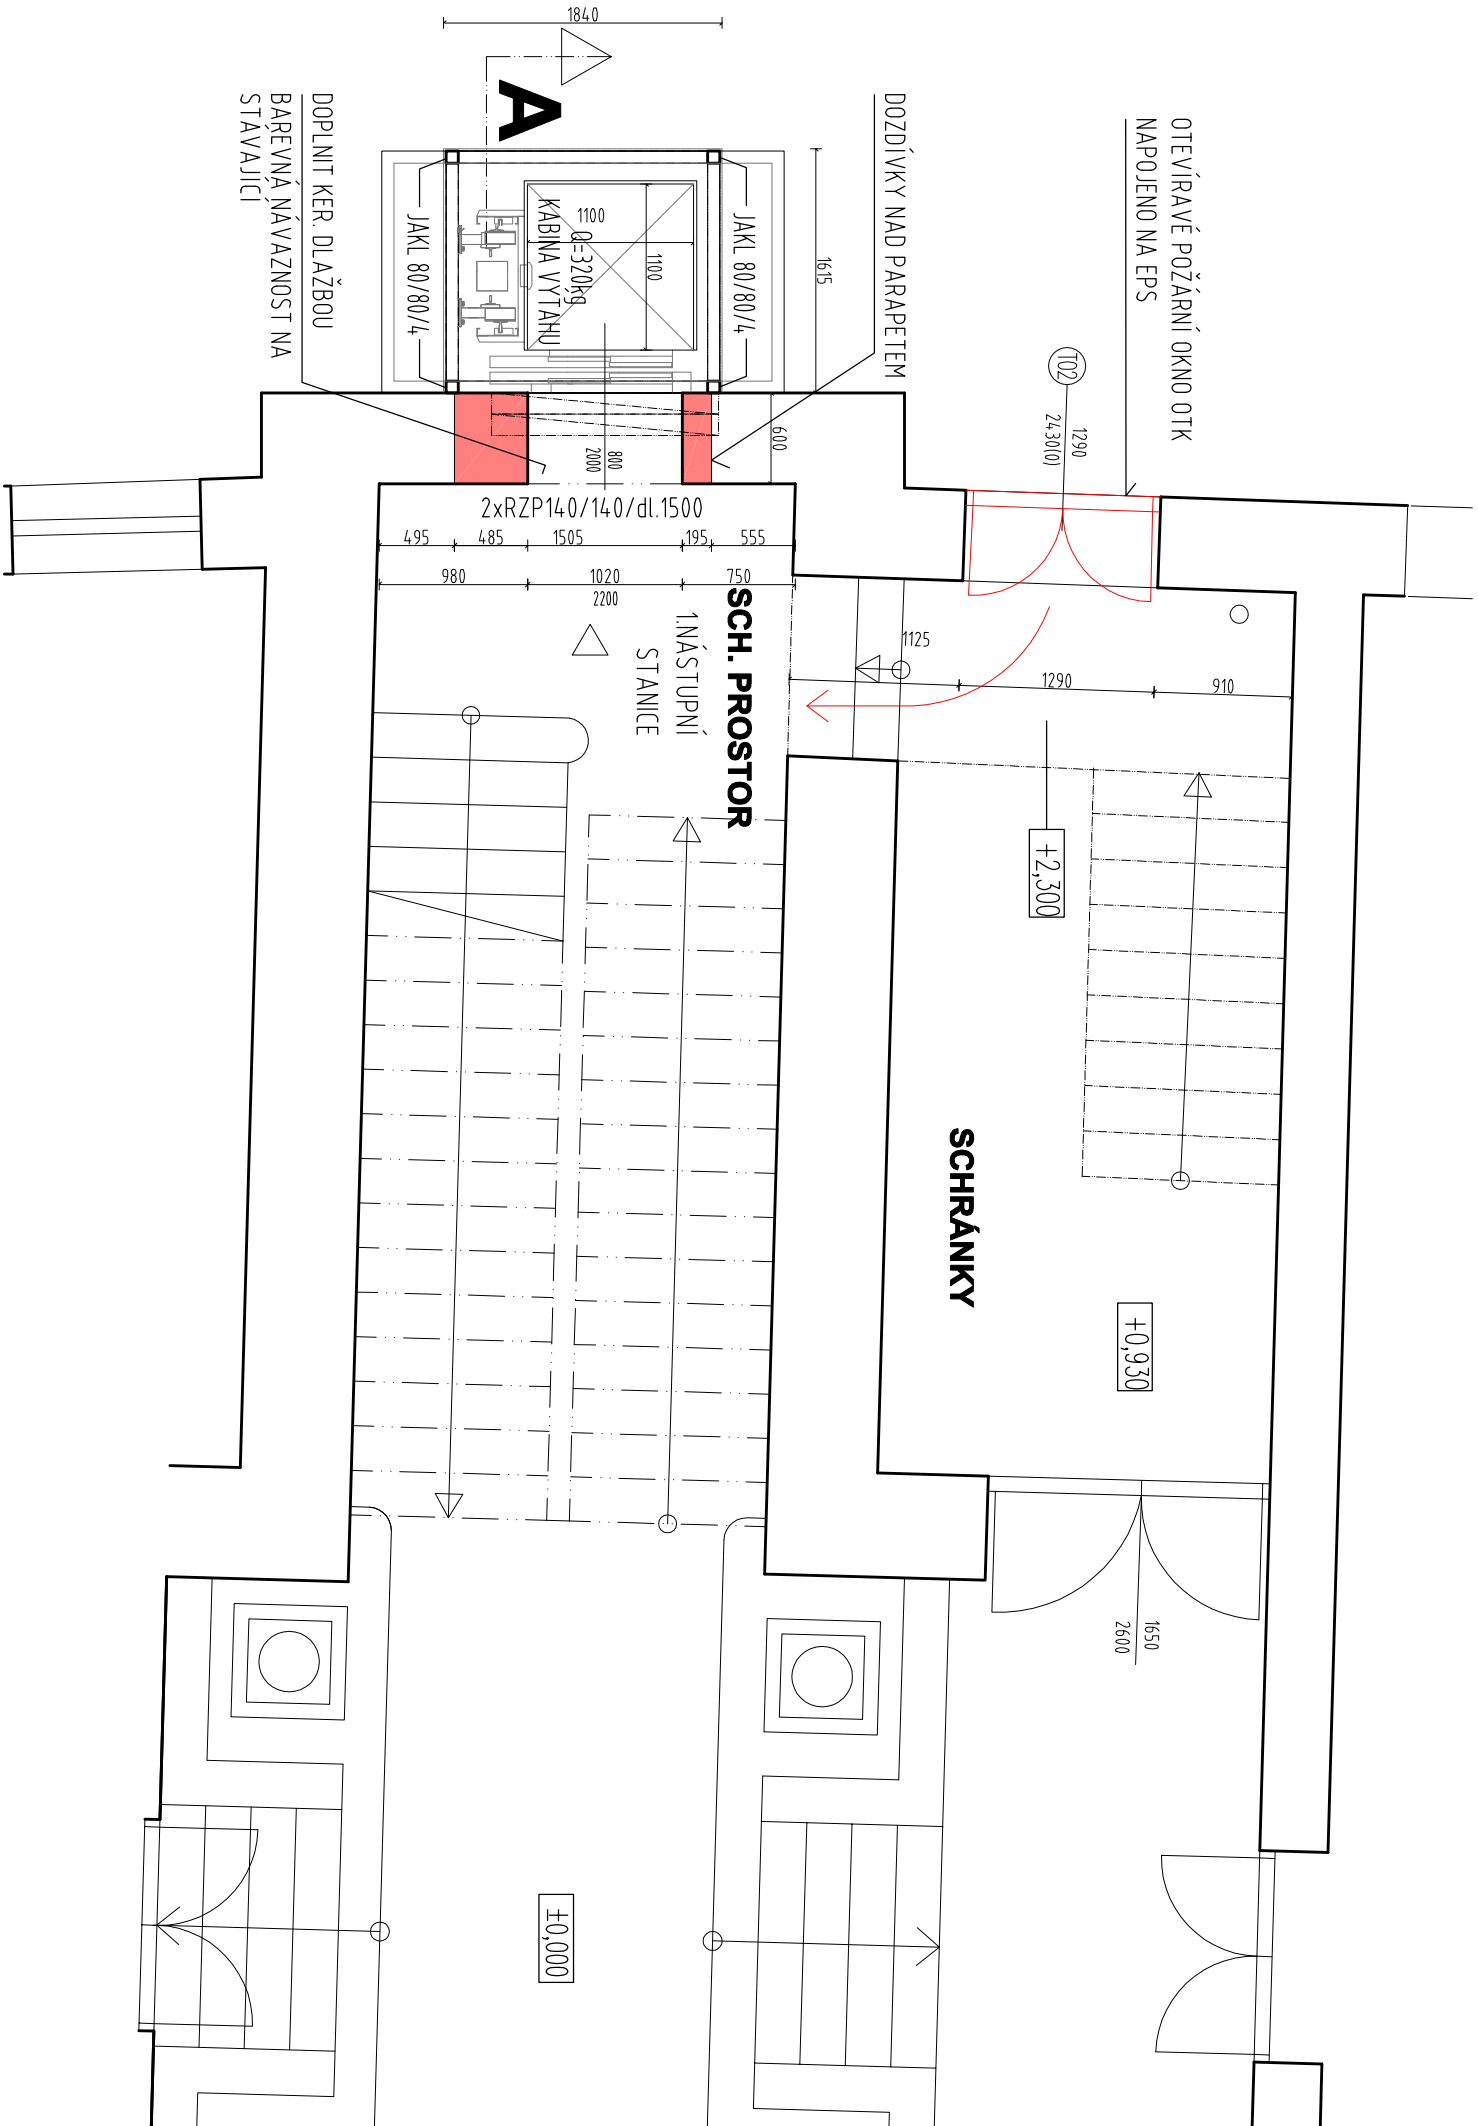 1840
A
DOPLNIT KER. DLAŽBOU
BAREVNÁ NÁVAZNOST NA
STÁVAJÍCÍ
JAKL 80/80/4
JAKL 80/80/4
KABINA VÝTAHU
Q=320kg
1100
1100
1615
DOZDÍVKY NAD PARAPETEM
OTEVÍRAVÉ POŽÁRNÍ OKNO OTK
NAPOJENO NA EPS
T02
1290
2430(0)
600
800
2000
2xRZP140/140/dl.1500
495
485
1505
195
555
980
1020
2200
750
1.NÁSTUPNÍ
STANICE
SCH. PROSTOR
1125
1290
910
+2,300
SCHRÁNKY
+0,930
1650
2600
±0,000